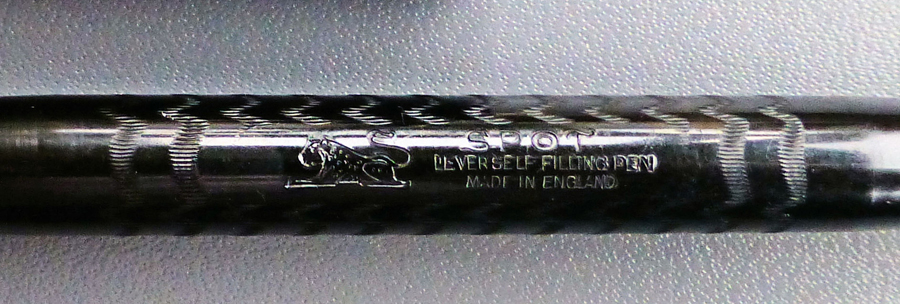 SPOT
LEVER SELF FILLING PEN
MADE IN ENGLAND